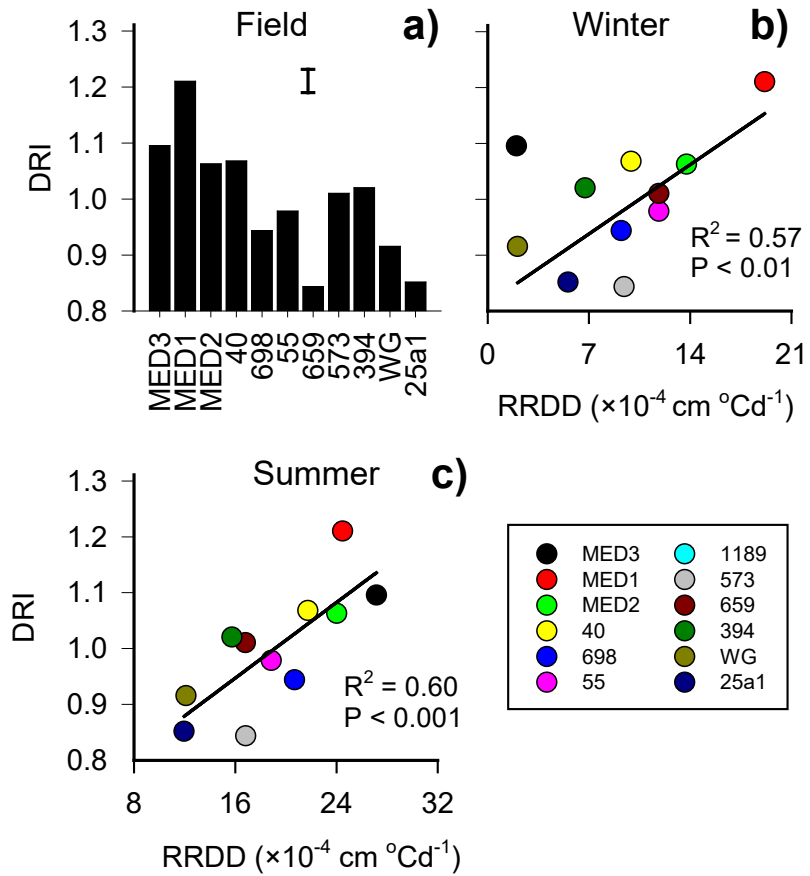 Field
a)
1.3
1.2
1.1
1.0
0.9
0.8
DRI
MED3
MED1
MED2
40
698
55
659
573
394
WG
25a1
Winter
b)
R² = 0.57
P < 0.01
0 7 14 21
RRDD (×10⁻⁴ cm ᵒCd⁻¹)
Summer
c)
1.3
1.2
1.1
1.0
0.9
0.8
DRI
R² = 0.60
P < 0.001
8 16 24 32
RRDD (×10⁻⁴ cm ᵒCd⁻¹)
MED3
MED1
MED2
40
698
55
1189
573
659
394
WG
25a1